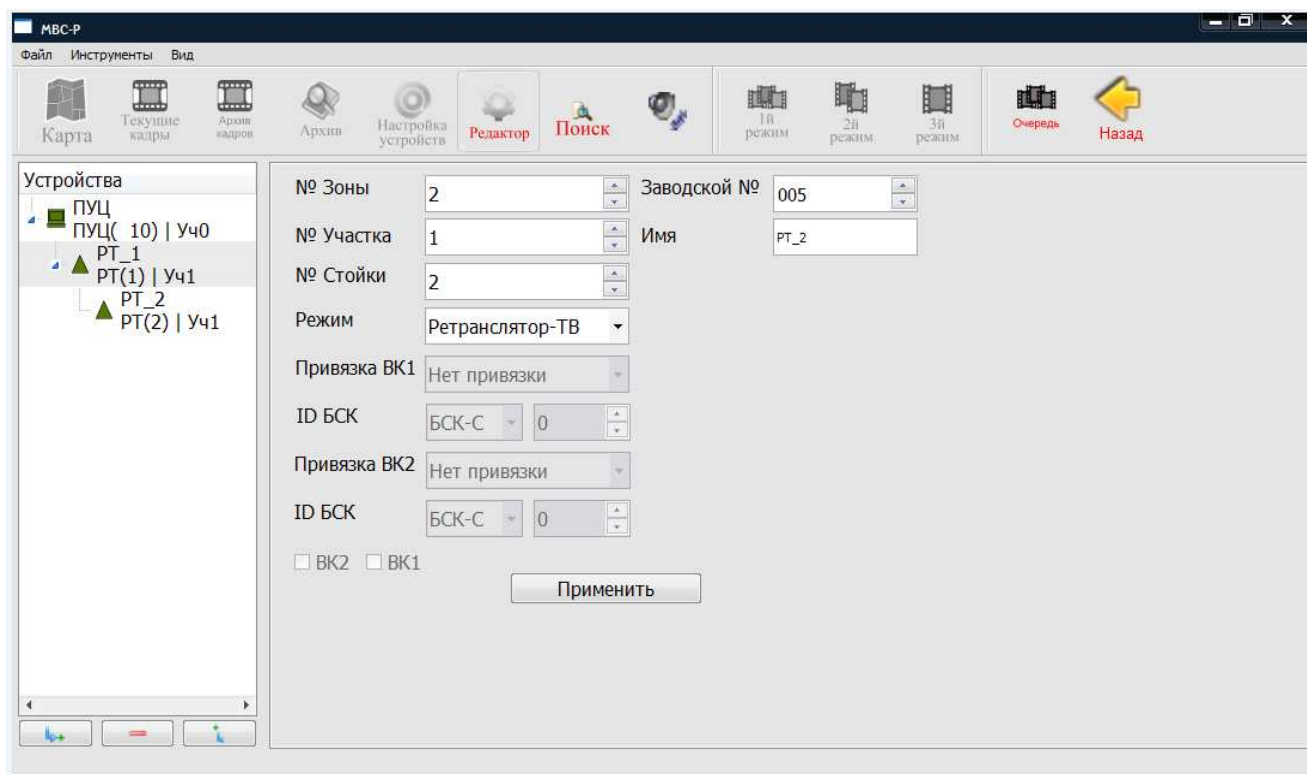 МВС-Р
Файл Инструменты Вид
Карта
Текущие
кадры
Архив
кадров
Архив
Настройка
устройств
Редактор
Поиск
1й
режим
2й
режим
3й
режим
Очередь
Назад
Устройства
ПУЦ
ПУЦ( 10) | Уч0
РТ_1
РТ(1) | Уч1
РТ_2
РТ(2) | Уч1
№ Зоны 2 Заводской № 005
№ Участка 1 Имя РТ_2
№ Стойки 2
Режим Ретранслятор-ТВ
Привязка ВК1 Нет привязки
ID БСК БСК-С 0
Привязка ВК2 Нет привязки
ID БСК БСК-С 0
ВК2 ВК1
Применить